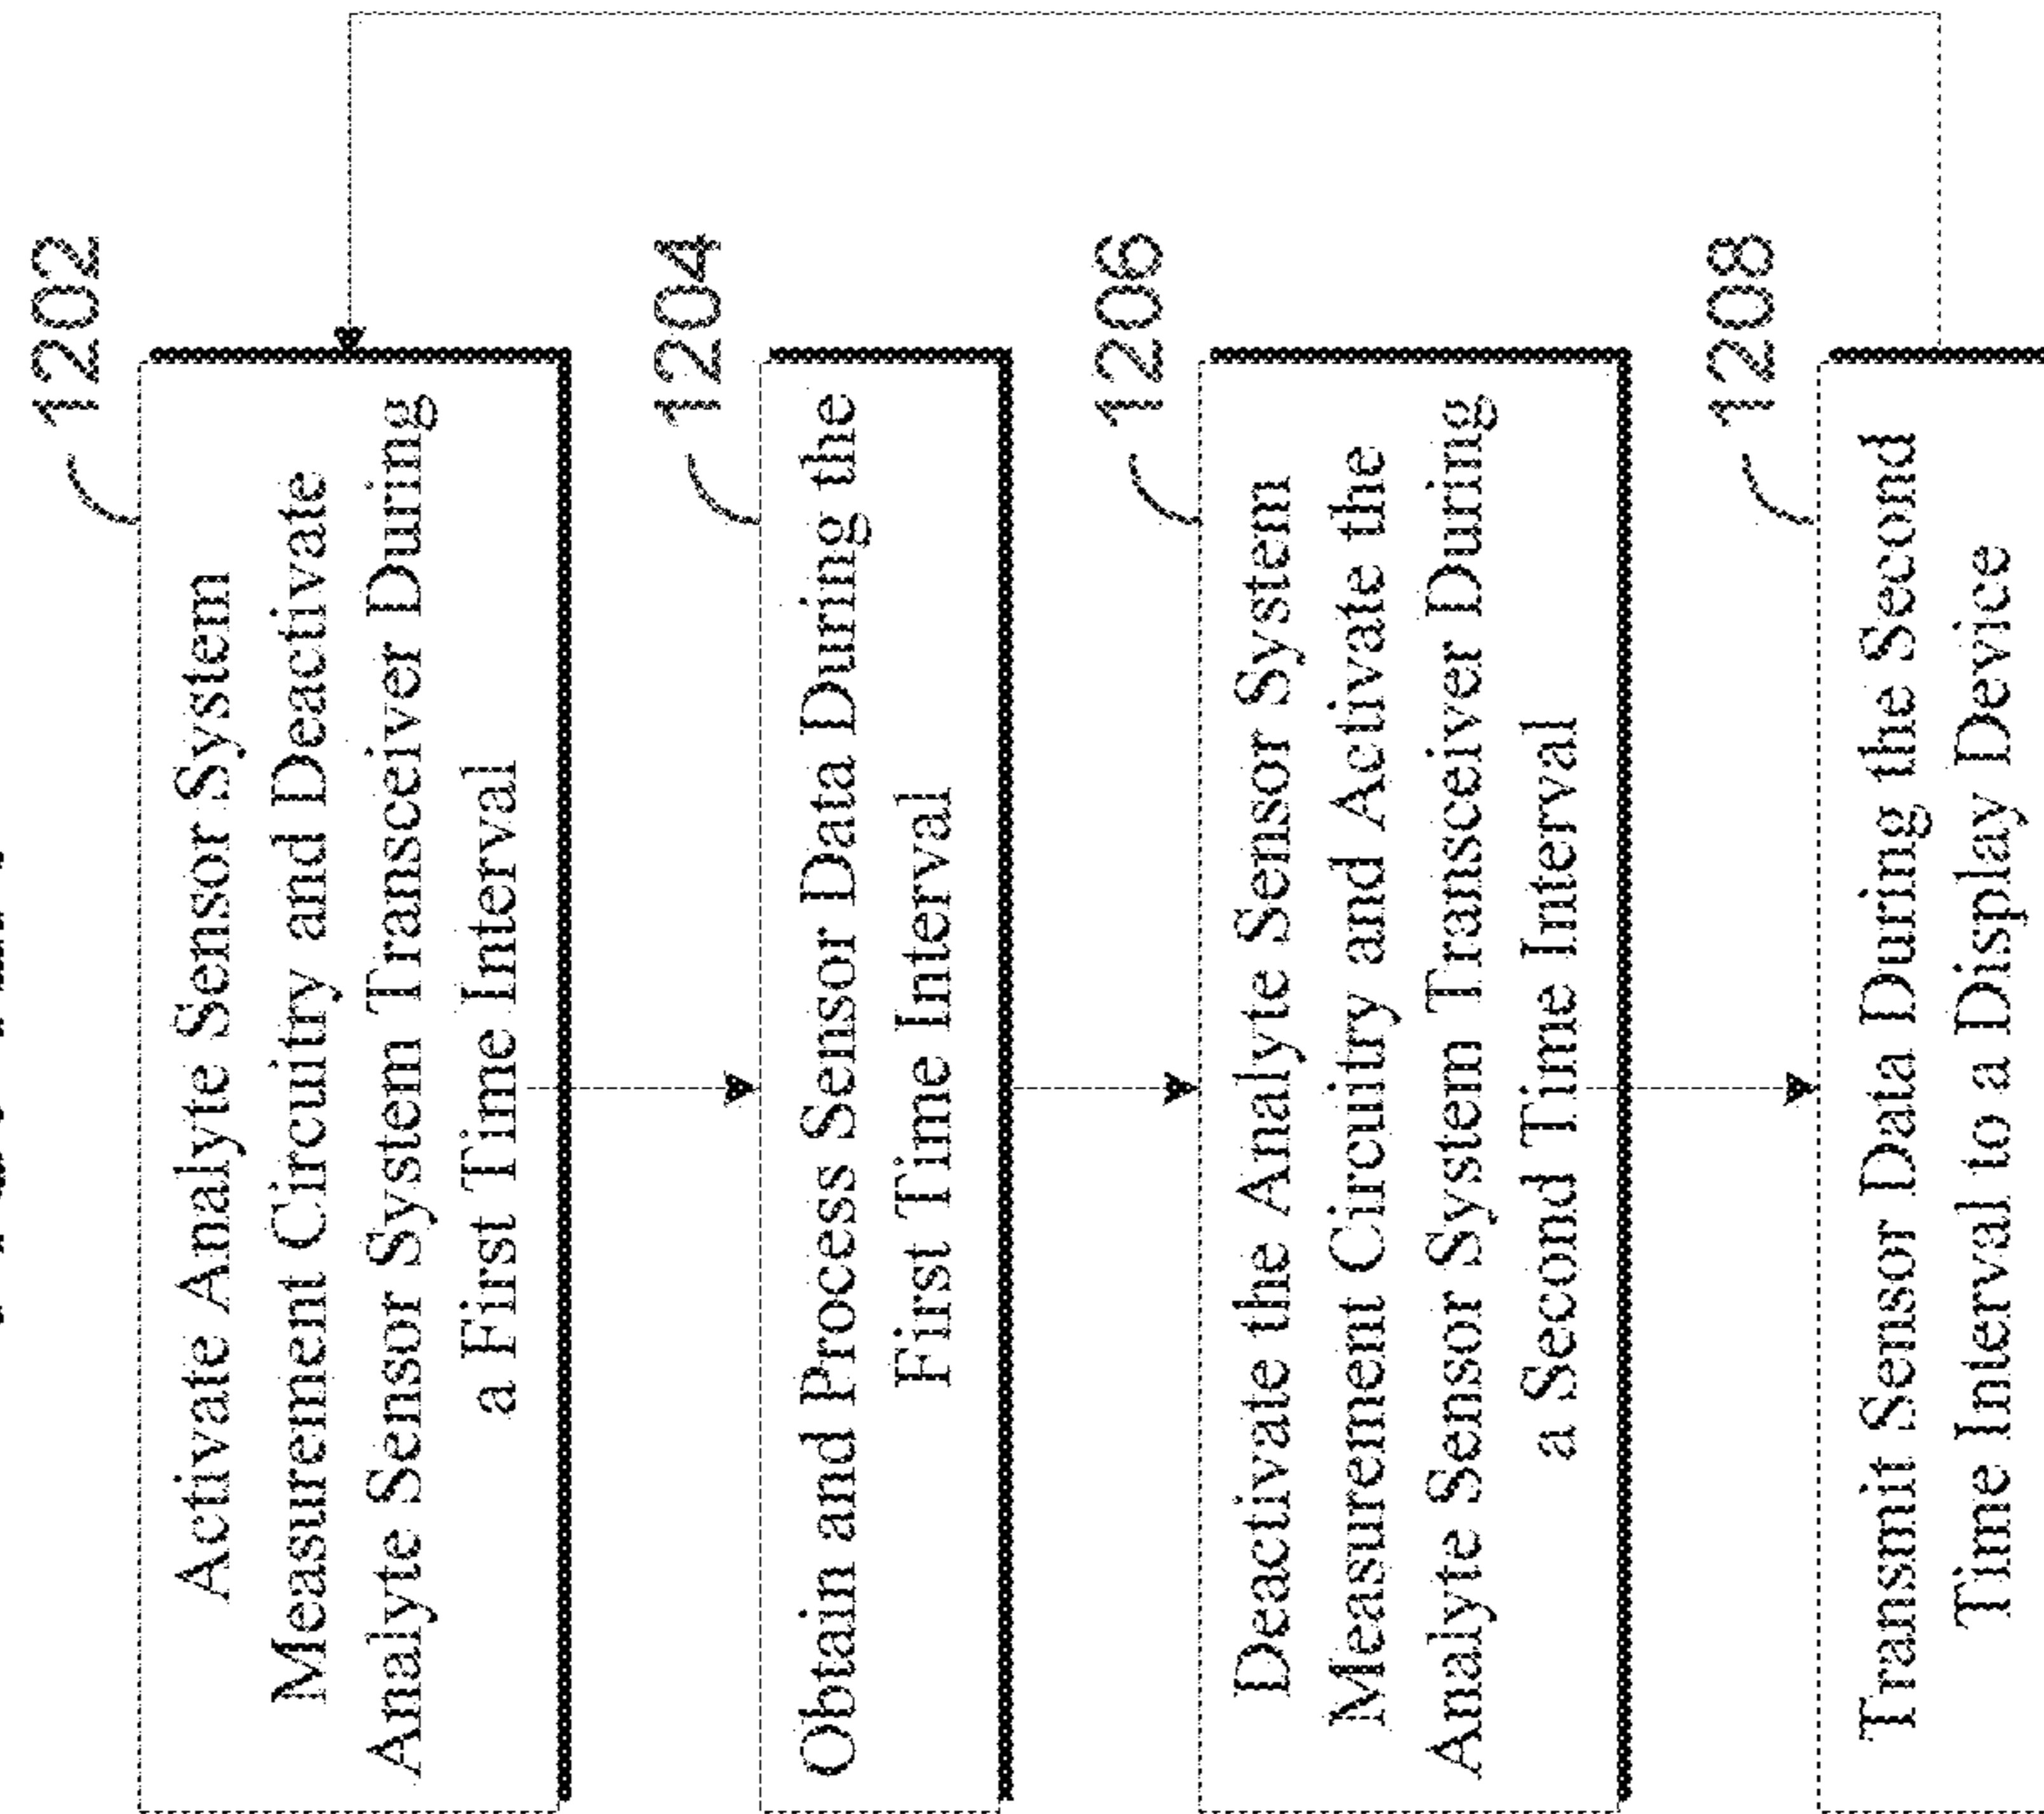 1202
Activate Analyte Sensor System
Measurement Circuitry and Deactivate
Analyte Sensor System Transceiver During
a First Time Interval
1204
Obtain and Process Sensor Data During the
First Time Interval
1206
Deactivate the Analyte Sensor System
Measurement Circuitry and Activate the
Analyte Sensor System Transceiver During
a Second Time Interval
1208
Transmit Sensor Data During the Second
Time Interval to a Display Device